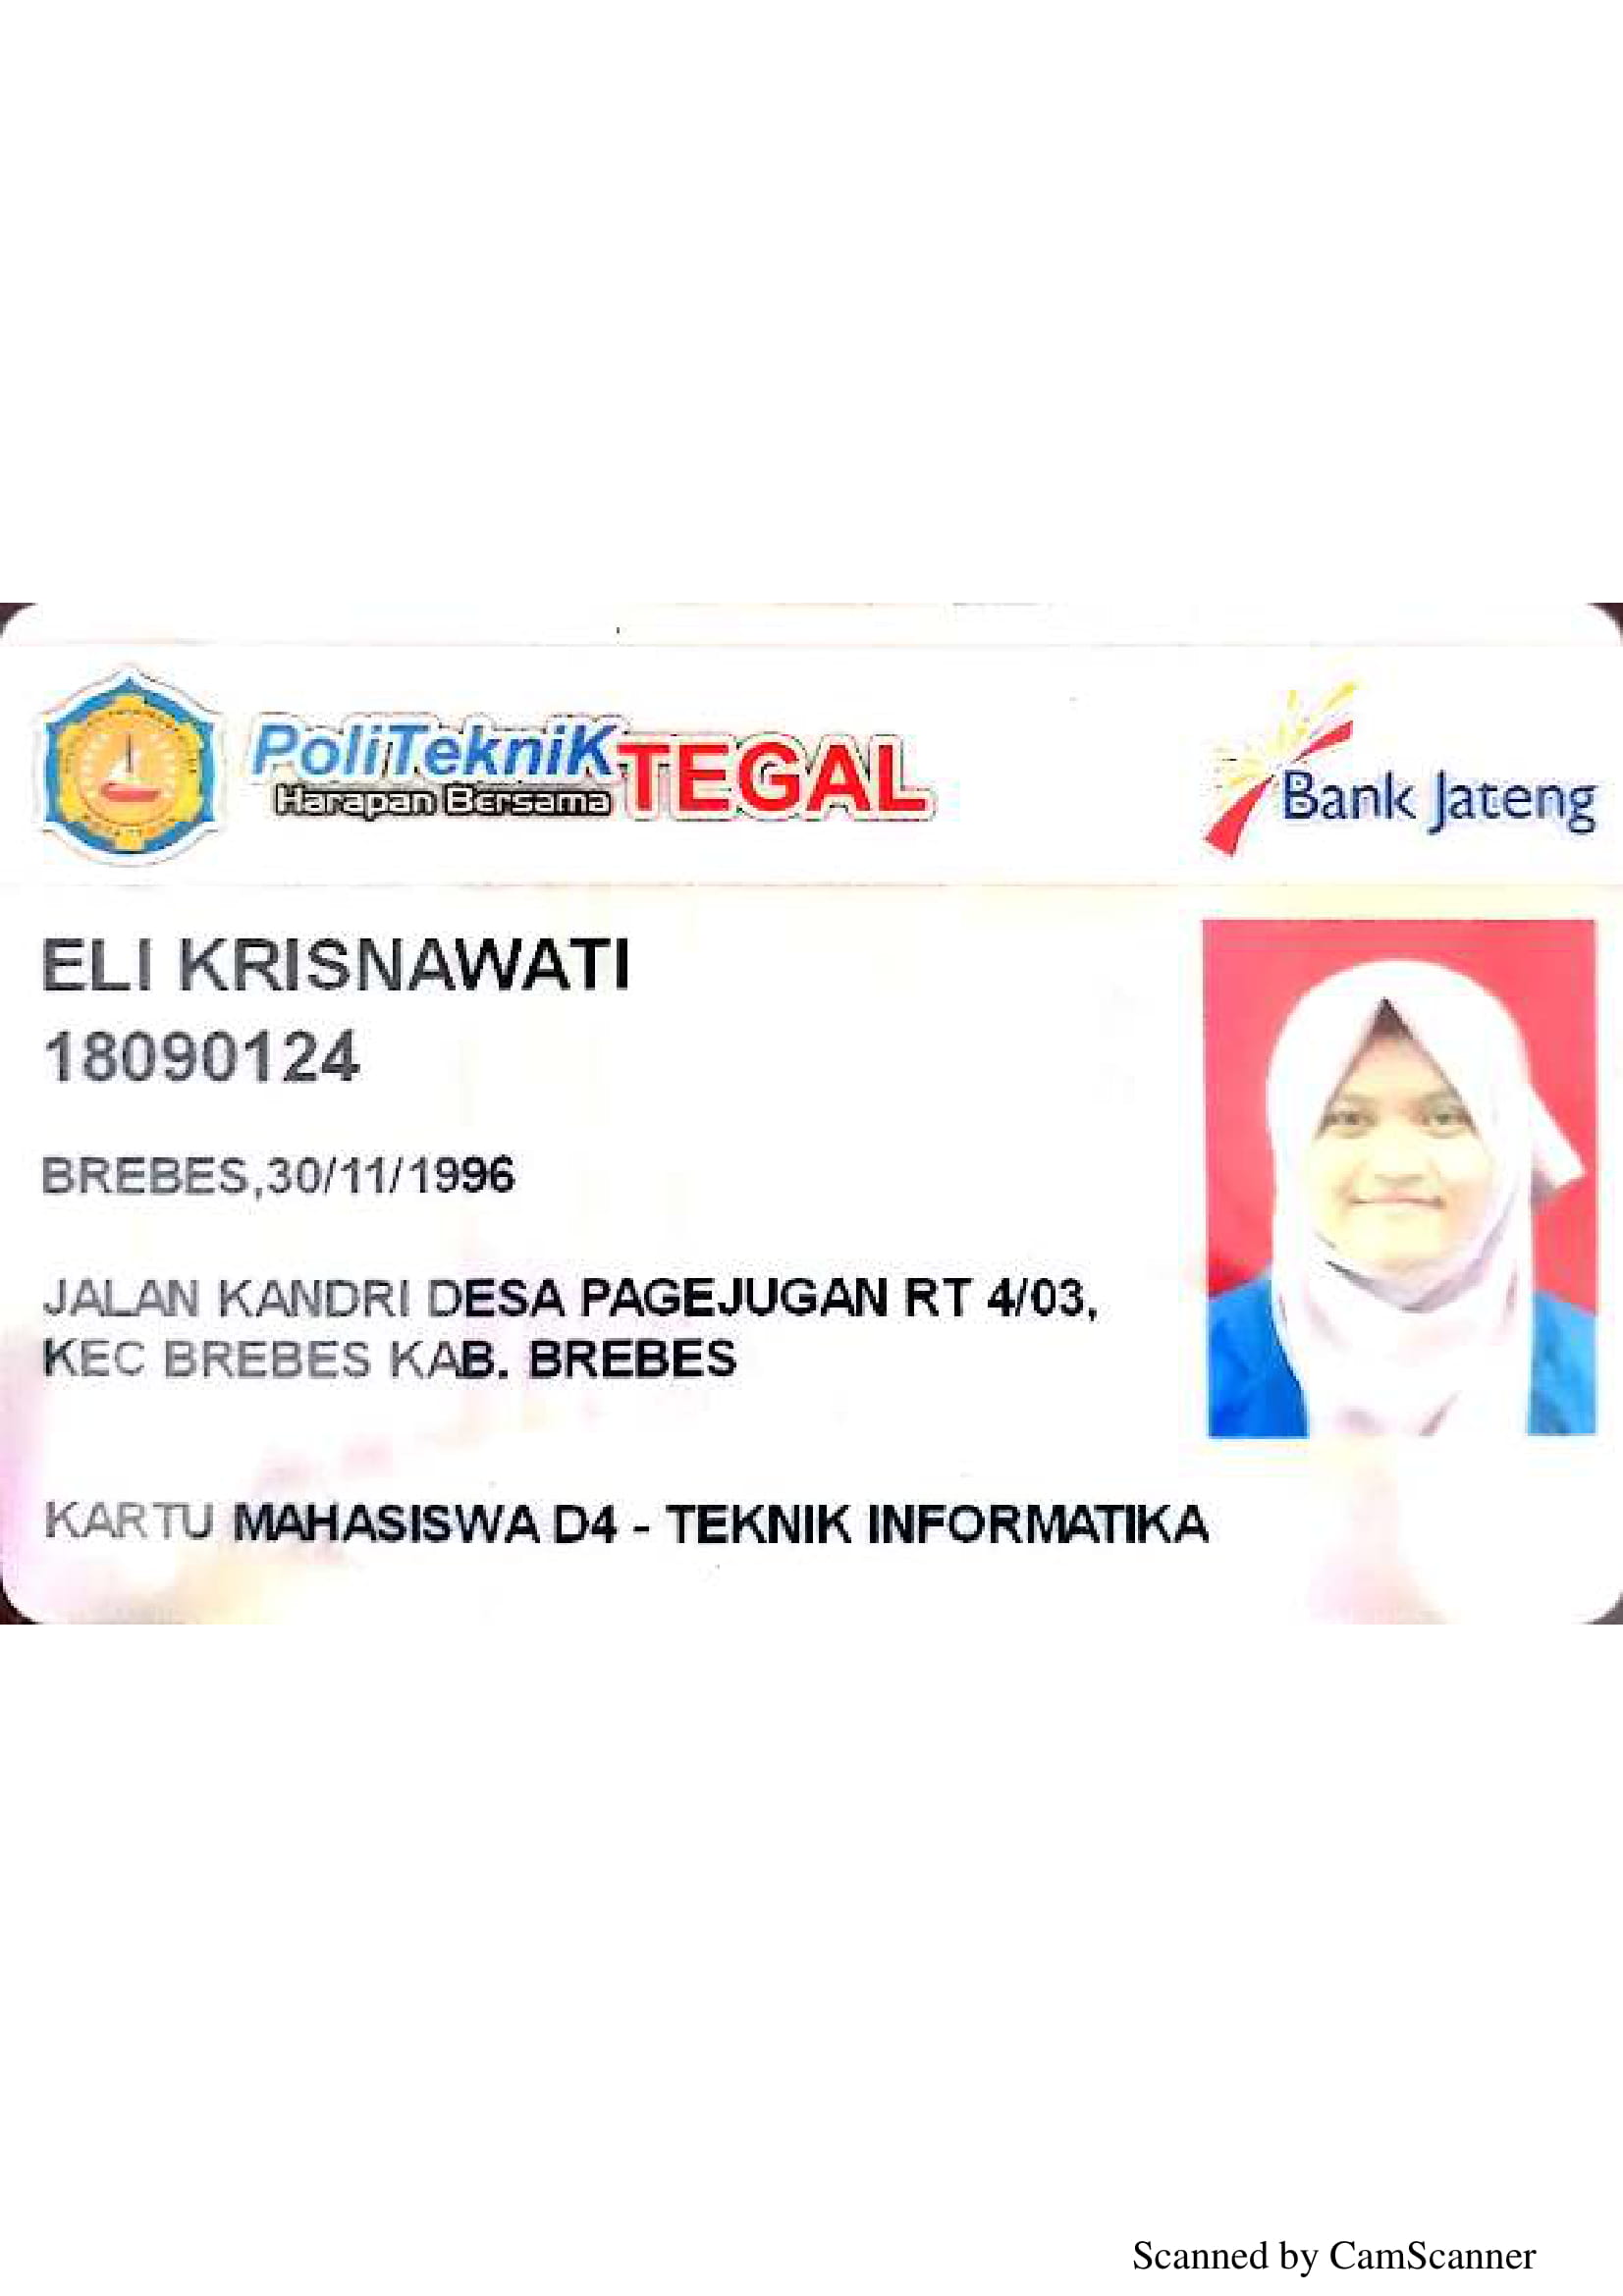 PoliTekniK
Harapan Bersama
TEGAL
Bank Jateng
ELI KRISNAWATI
18090124
BREBES,30/11/1996
JALAN KANDRI DESA PAGEJUGAN RT 4/03,
KEC BREBES KAB. BREBES
KARTU MAHASISWA D4 - TEKNIK INFORMATIKA
Scanned by CamScanner